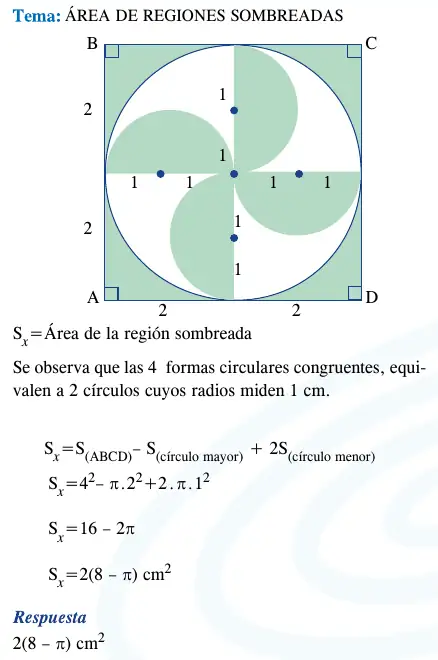 Tema: ÁREA DE REGIONES SOMBREADAS
B C
1
2
1
1 1 1 1
2
1
1
A D
2 2
Sx=Área de la región sombreada
Se observa que las 4 formas circulares congruentes, equi-
valen a 2 círculos cuyos radios miden 1 cm.
Sx=S(ABCD)– S(círculo mayor) + 2S(círculo menor)
Sx=4²– π.2²+2.π.1²
Sx=16 – 2π
Sx=2(8 – π) cm²
Respuesta
2(8 – π) cm²